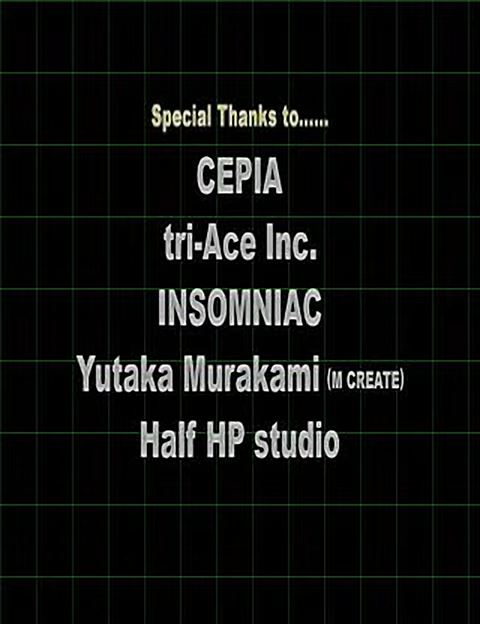 Special Thanks to......
CEPIA
tri-Ace Inc.
INSOMNIAC
Yutaka Murakami (M CREATE)
Half HP studio